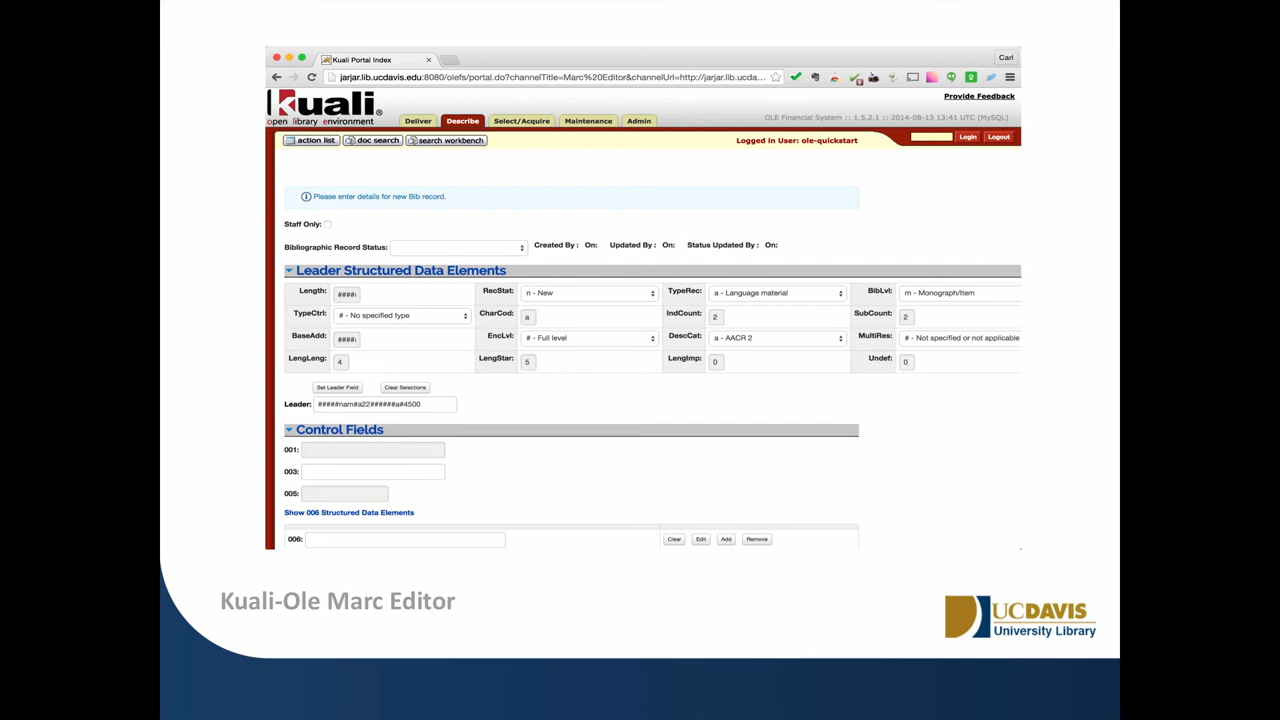 Kuali Portal Index
Carl
jarjar.lib.ucdavis.edu:8080/olefs/portal.do?channelTitle=Marc%20Editor&channelUrl=http://jarjar.lib.ucda...
kuali®
open library environment
Provide Feedback
Deliver Describe Select/Acquire Maintenance Admin
OLE Financial System :: 1.5.2.1 :: 2014-08-13 13:41 UTC (MySQL)
action list doc search search workbench
Logged in User: ole-quickstart
Login Logout
Please enter details for new Bib record.
Staff Only:
Bibliographic Record Status: Created By : On: Updated By : On: Status Updated By : On:
Leader Structured Data Elements
Length: ####( RecStat: n - New TypeRec: a - Language material BibLvl: m - Monograph/Item
TypeCtrl: # - No specified type CharCod: a IndCount: 2 SubCount: 2
BaseAdd: ####( EncLvl: # - Full level DescCat: a - AACR 2 MultiRes: # - Not specified or not applicable
LengLeng: 4 LengStar: 5 LengImp: 0 Undef: 0
Set Leader Field Clear Selections
Leader: #####nam#a22######a#4500
Control Fields
001:
003:
005:
Show 006 Structured Data Elements
006: Clear Edit Add Remove
Kuali-Ole Marc Editor
UCDAVIS
University Library